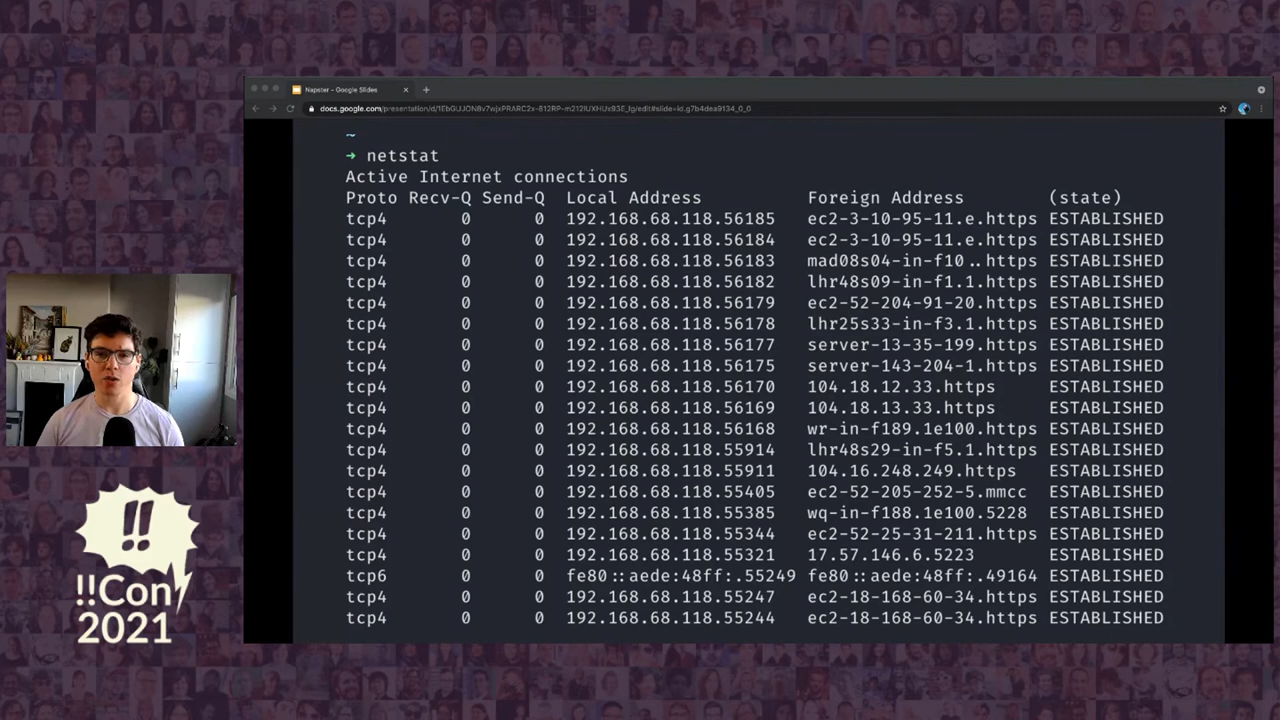 Napster - Google Slides
~
➜ netstat
Active Internet connections
Proto Recv-Q Send-Q Local Address Foreign Address (state)
tcp4 0 0 192.168.68.118.56185 ec2-3-10-95-11.e.https ESTABLISHED
tcp4 0 0 192.168.68.118.56184 ec2-3-10-95-11.e.https ESTABLISHED
tcp4 0 0 192.168.68.118.56183 mad08s04-in-f10..https ESTABLISHED
tcp4 0 0 192.168.68.118.56182 lhr48s09-in-f1.1.https ESTABLISHED
tcp4 0 0 192.168.68.118.56179 ec2-52-204-91-20.https ESTABLISHED
tcp4 0 0 192.168.68.118.56178 lhr25s33-in-f3.1.https ESTABLISHED
tcp4 0 0 192.168.68.118.56177 server-13-35-199.https ESTABLISHED
tcp4 0 0 192.168.68.118.56175 server-143-204-1.https ESTABLISHED
tcp4 0 0 192.168.68.118.56170 104.18.12.33.https ESTABLISHED
tcp4 0 0 192.168.68.118.56169 104.18.13.33.https ESTABLISHED
tcp4 0 0 192.168.68.118.56168 wr-in-f189.1e100.https ESTABLISHED
tcp4 0 0 192.168.68.118.55914 lhr48s29-in-f5.1.https ESTABLISHED
tcp4 0 0 192.168.68.118.55911 104.16.248.249.https ESTABLISHED
tcp4 0 0 192.168.68.118.55405 ec2-52-205-252-5.mmcc ESTABLISHED
tcp4 0 0 192.168.68.118.55385 wq-in-f188.1e100.5228 ESTABLISHED
tcp4 0 0 192.168.68.118.55344 ec2-52-25-31-211.https ESTABLISHED
tcp4 0 0 192.168.68.118.55321 17.57.146.6.5223 ESTABLISHED
tcp6 0 0 fe80::aede:48ff:.55249 fe80::aede:48ff:.49164 ESTABLISHED
tcp4 0 0 192.168.68.118.55247 ec2-18-168-60-34.https ESTABLISHED
tcp4 0 0 192.168.68.118.55244 ec2-18-168-60-34.https ESTABLISHED
!!
!!Con
2021